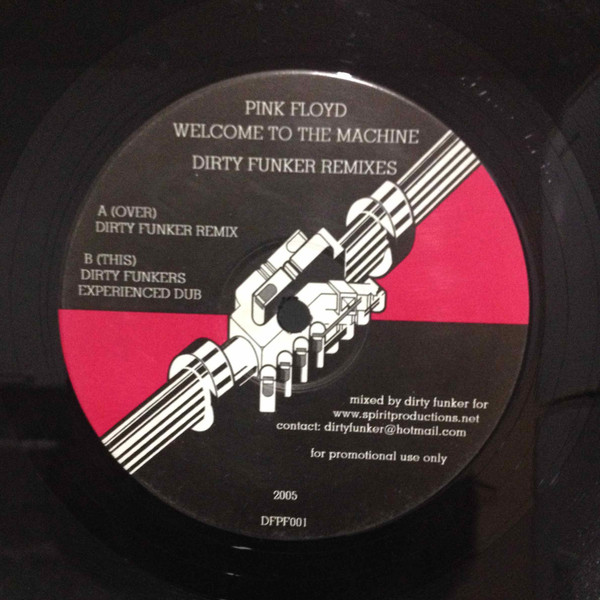 PINK FLOYD
WELCOME TO THE MACHINE
DIRTY FUNKER REMIXES
A (OVER)
DIRTY FUNKER REMIX
B (THIS)
DIRTY FUNKERS
EXPERIENCED DUB
mixed by dirty funker for
www.spiritproductions.net
contact: dirtyfunker@hotmail.com
for promotional use only
2005
DFPF001